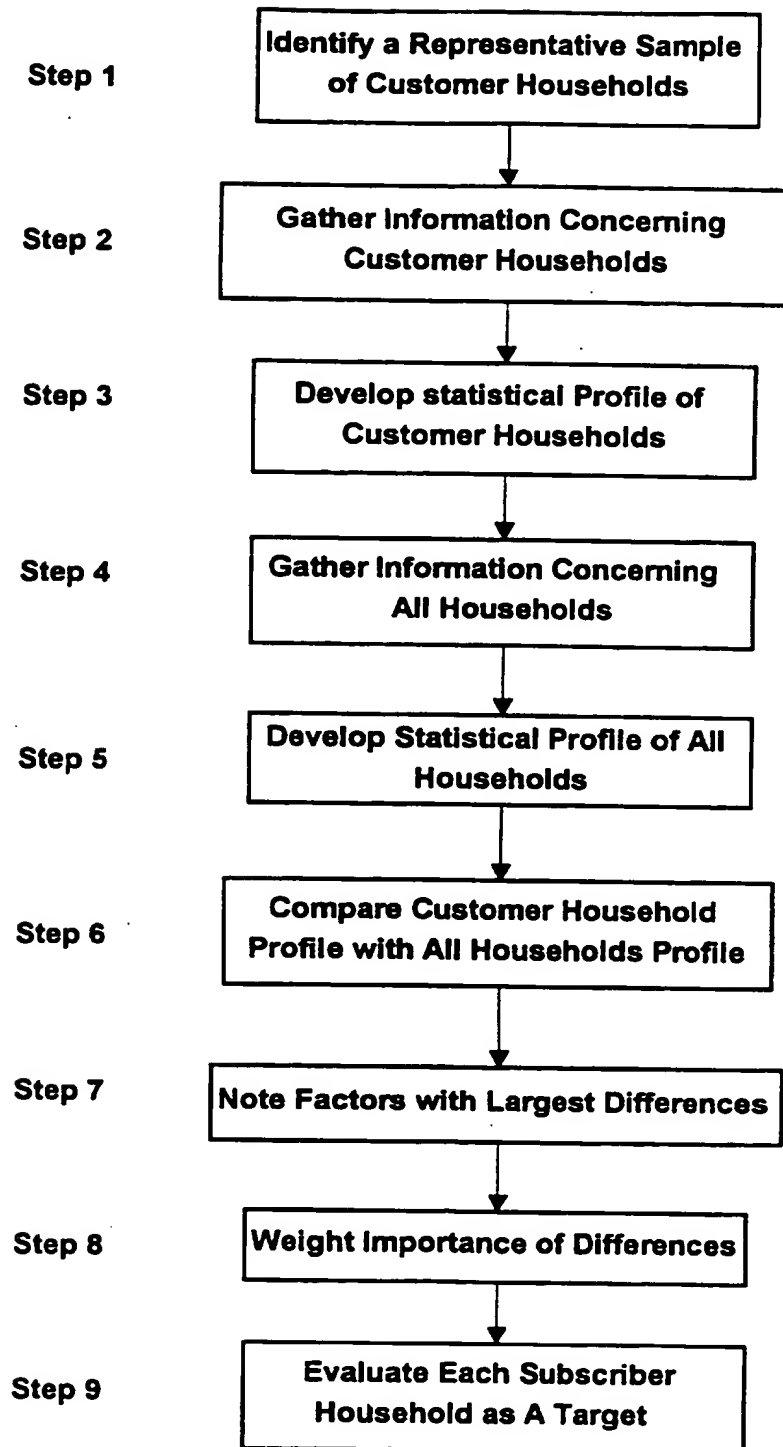 Step 1
Identify a Representative Sample
of Customer Households
Step 2
Gather Information Concerning
Customer Households
Step 3
Develop statistical Profile of
Customer Households
Step 4
Gather Information Concerning
All Households
Step 5
Develop Statistical Profile of All
Households
Step 6
Compare Customer Household
Profile with All Households Profile
Step 7
Note Factors with Largest Differences
Step 8
Weight Importance of Differences
Step 9
Evaluate Each Subscriber
Household as A Target